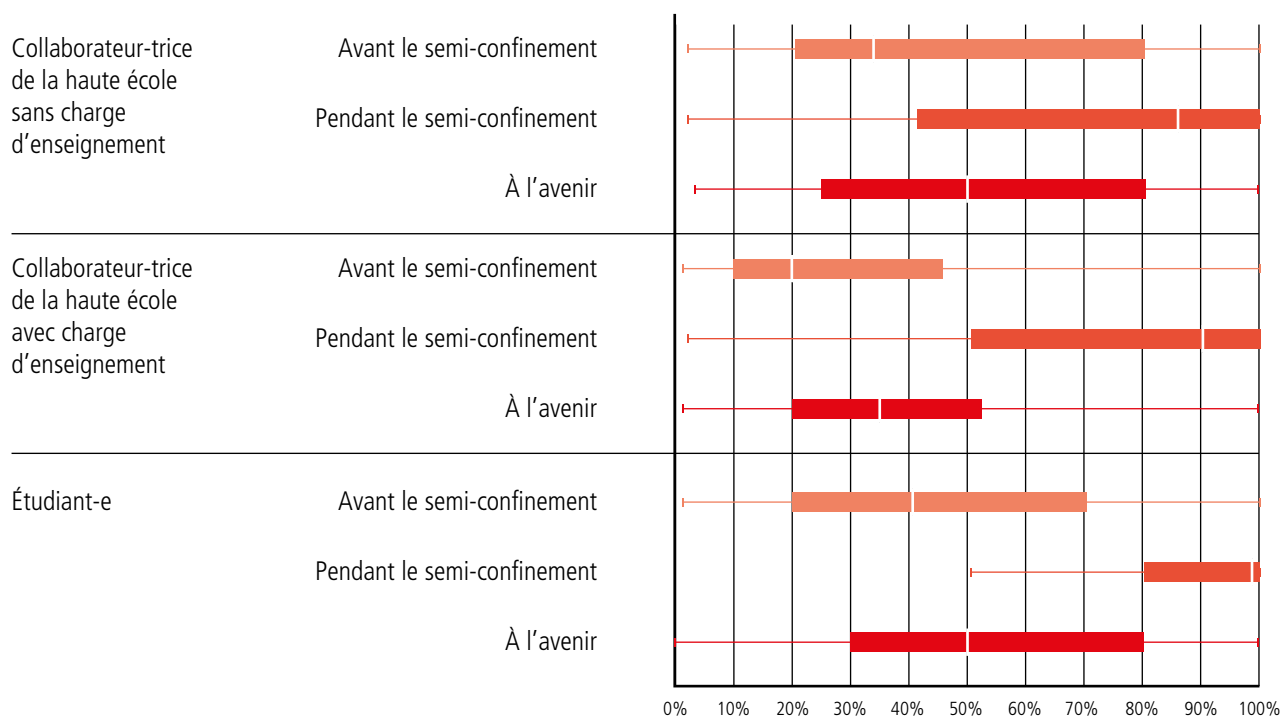 Collaborateur-trice
de la haute école
sans charge
d’enseignement
Avant le semi-confinement
Pendant le semi-confinement
À l’avenir
Collaborateur-trice
de la haute école
avec charge
d’enseignement
Avant le semi-confinement
Pendant le semi-confinement
À l’avenir
Étudiant-e
Avant le semi-confinement
Pendant le semi-confinement
À l’avenir
0% 10% 20% 30% 40% 50% 60% 70% 80% 90% 100%